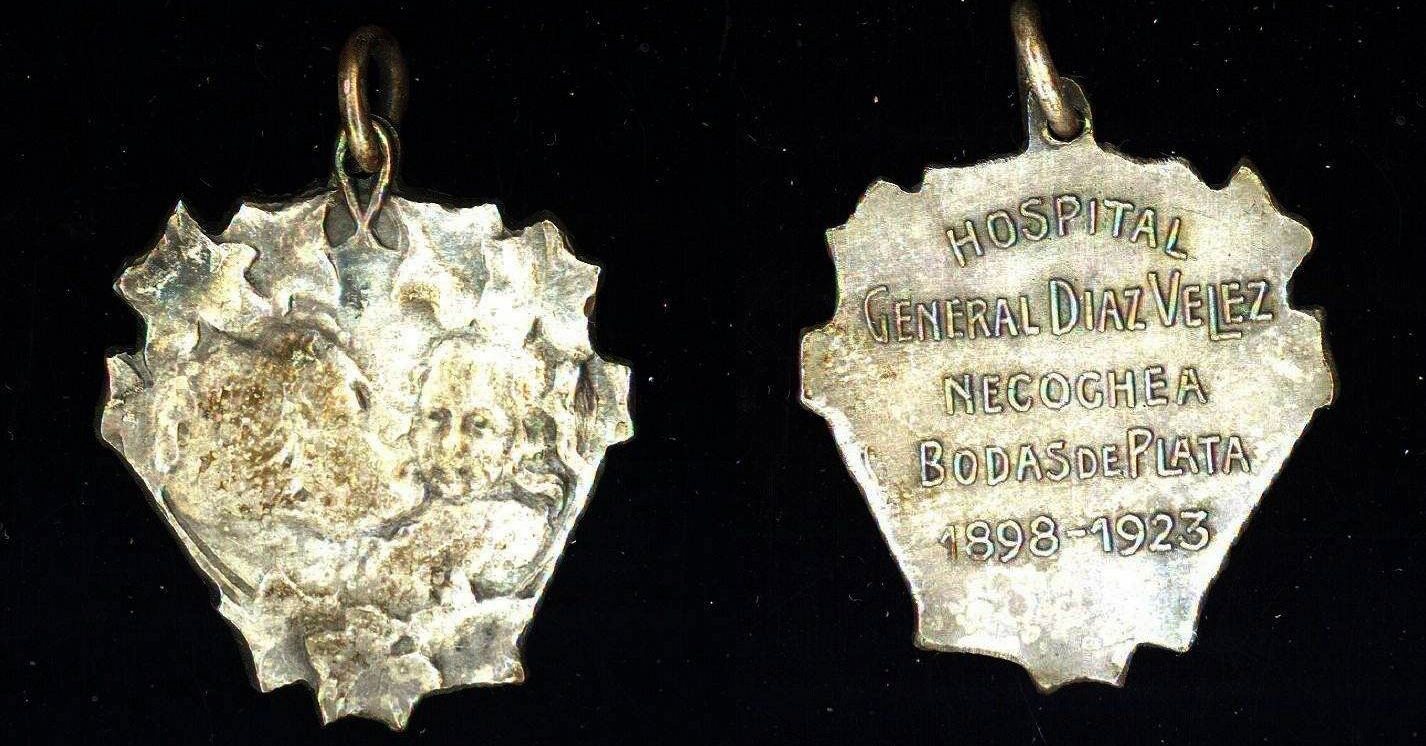 HOSPITAL
GENERAL DIAZ VELEZ
NECOCHEA
BODAS DE PLATA
1898-1923